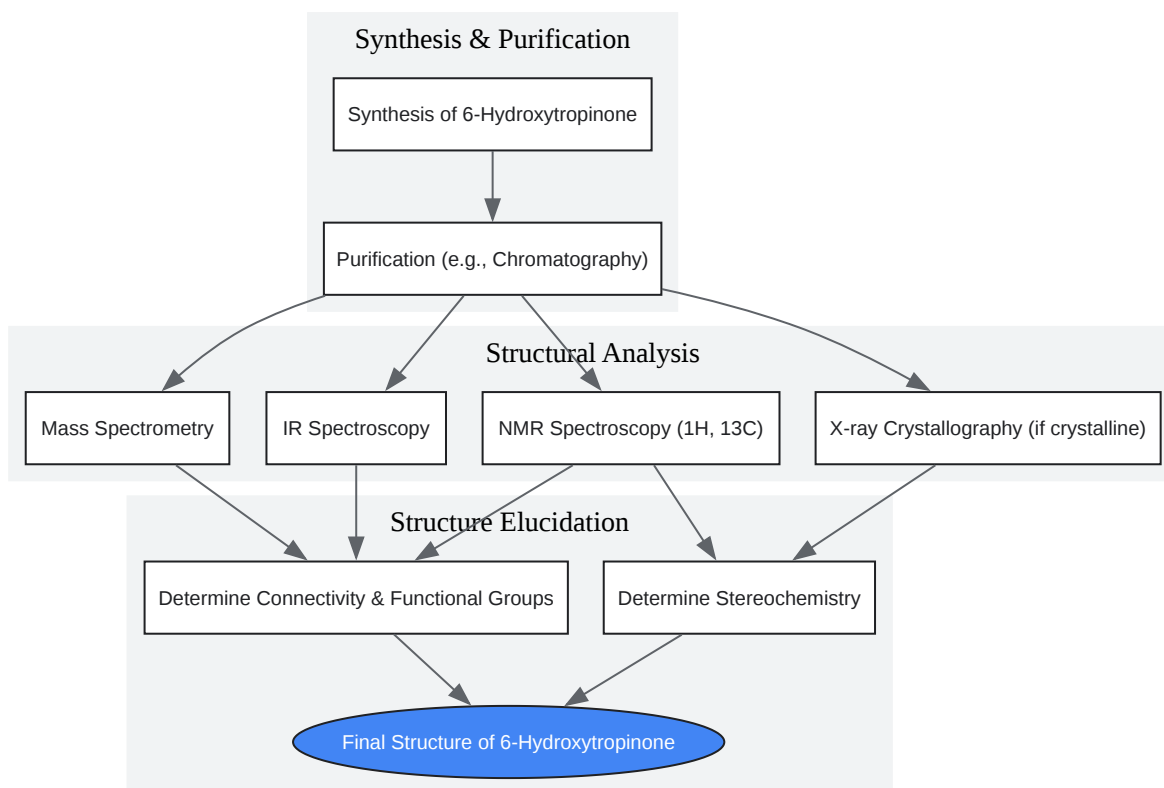 Synthesis & Purification
Synthesis of 6-Hydroxytropinone
Purification (e.g., Chromatography)
Structural Analysis
Mass Spectrometry
IR Spectroscopy
NMR Spectroscopy (1H, 13C)
X-ray Crystallography (if crystalline)
Structure Elucidation
Determine Connectivity & Functional Groups
Determine Stereochemistry
Final Structure of 6-Hydroxytropinone